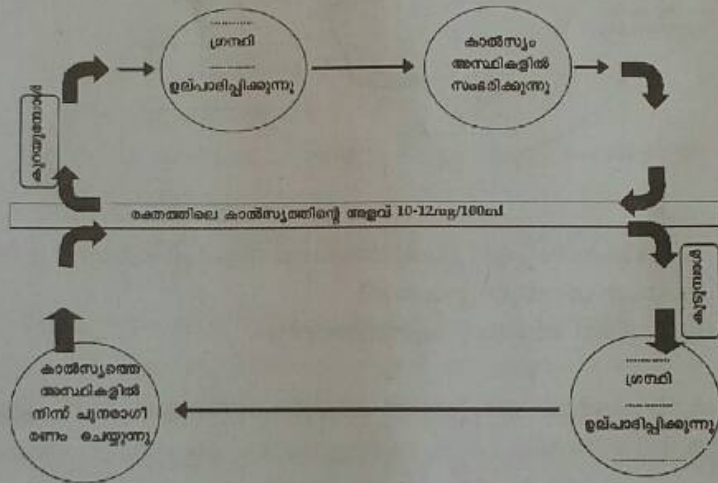 ............
ഗ്രന്ഥി
............
ഉല്പാദിപ്പിക്കുന്നു
കാൽസ്യം
അസ്ഥികളിൽ
സംഭരിക്കുന്നു
കുറയുമ്പോൾ
രക്തത്തിലെ കാൽസ്യത്തിന്റെ അളവ് 10-12mg/100ml
കൂടുമ്പോൾ
കാൽസ്യത്തെ
അസ്ഥികളിൽ
നിന്ന് പുനരാഗീ
രണം ചെയ്യുന്നു
............
ഗ്രന്ഥി
............
ഉല്പാദിപ്പിക്കുന്നു
............